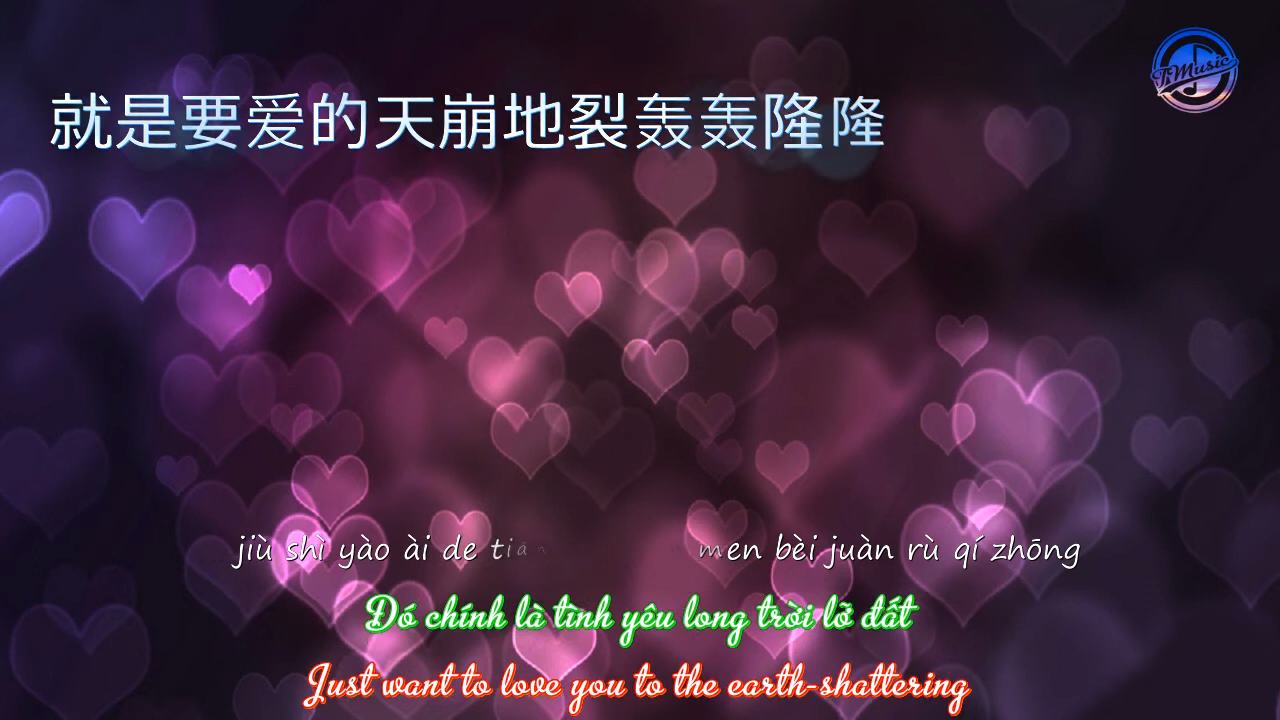 TiMusic
就是要爱的天崩地裂轰轰隆隆
jiù shì yào ài de tiān men bèi juàn rù qí zhōng
Đó chính là tình yêu long trời lở đất
Just want to love you to the earth-shattering